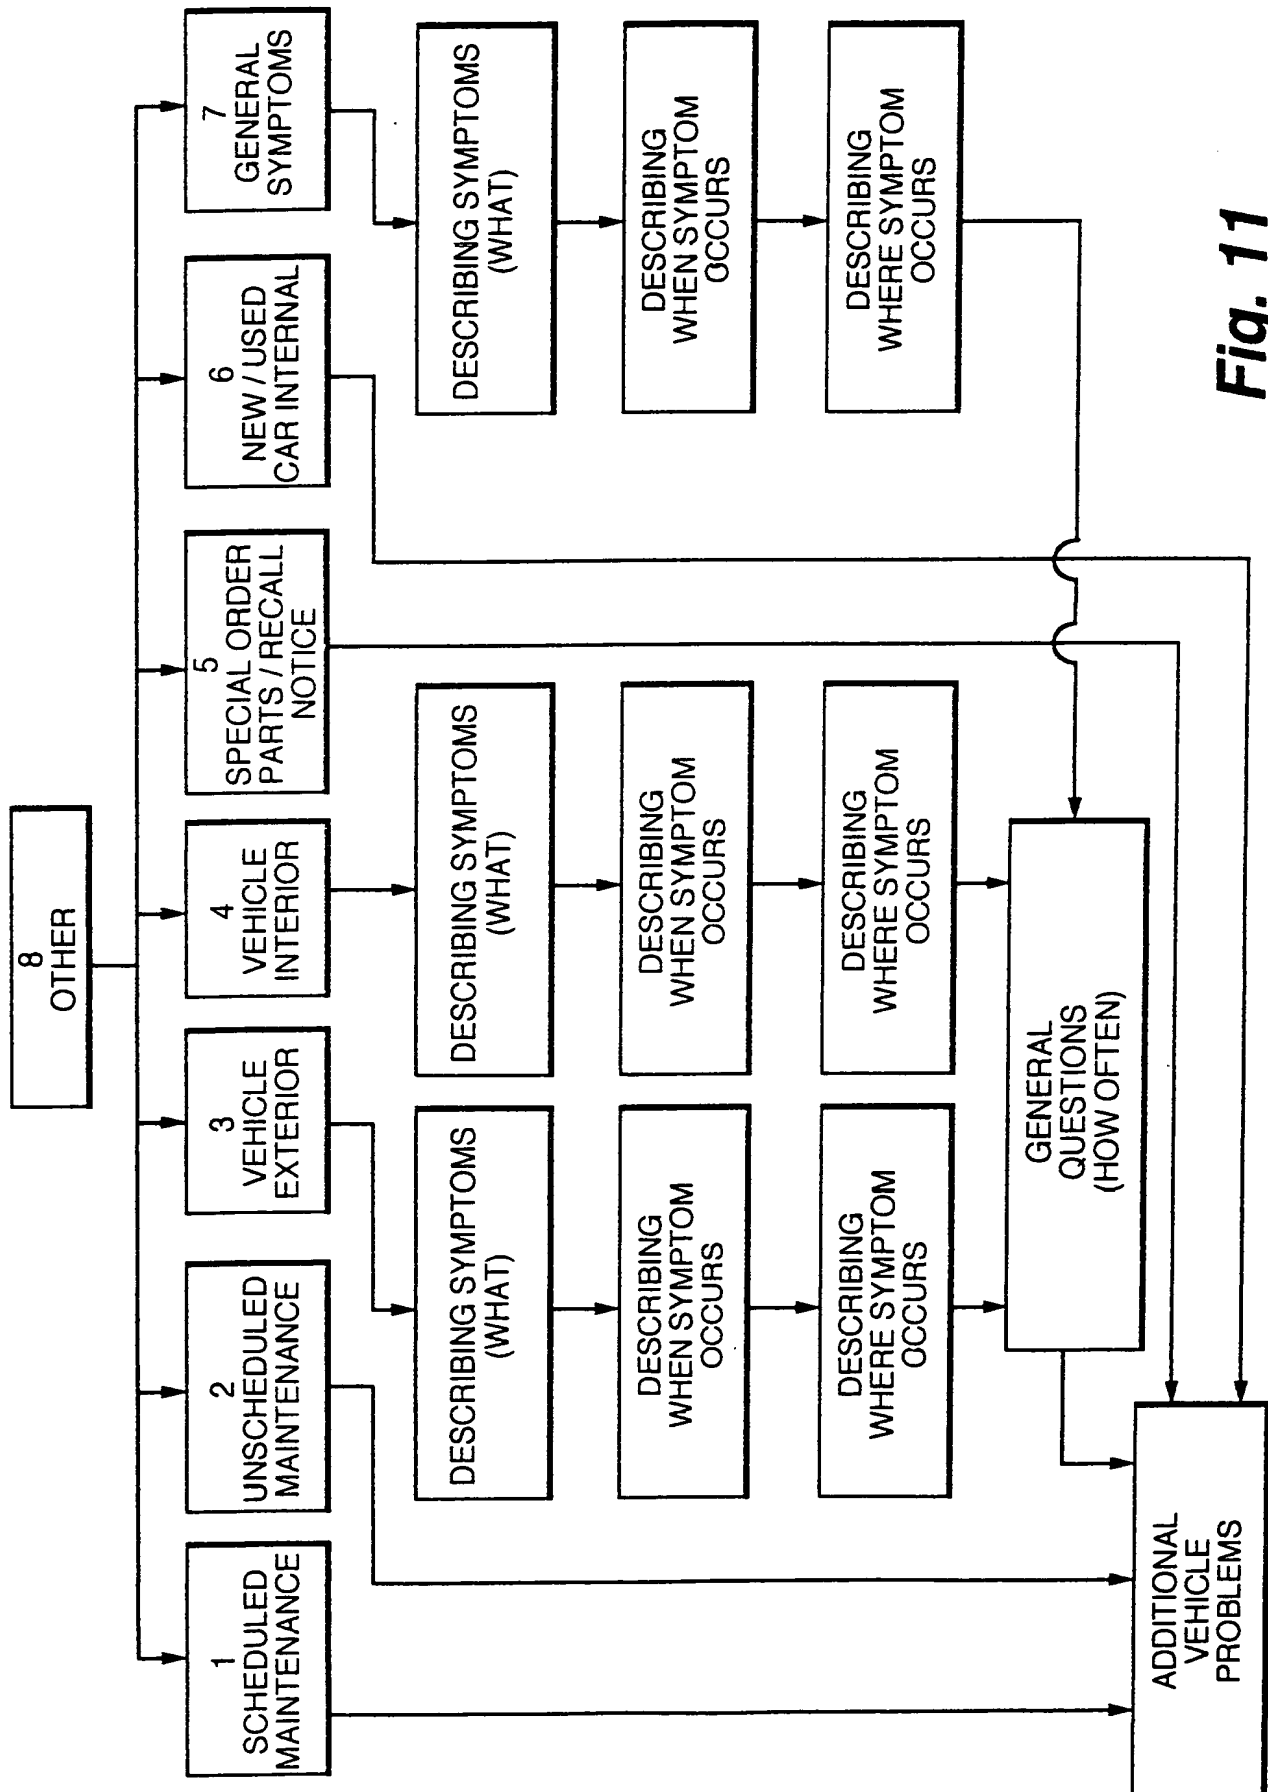 8
OTHER
1
SCHEDULED
MAINTENANCE
2
UNSCHEDULED
MAINTENANCE
3
VEHICLE
EXTERIOR
4
VEHICLE
INTERIOR
5
SPECIAL ORDER
PARTS / RECALL
NOTICE
6
NEW / USED
CAR INTERNAL
7
GENERAL
SYMPTOMS
DESCRIBING SYMPTOMS
(WHAT)
DESCRIBING SYMPTOMS
(WHAT)
DESCRIBING SYMPTOMS
(WHAT)
DESCRIBING
WHEN SYMPTOM
OCCURS
DESCRIBING
WHEN SYMPTOM
OCCURS
DESCRIBING
WHEN SYMPTOM
OCCURS
DESCRIBING
WHERE SYMPTOM
OCCURS
DESCRIBING
WHERE SYMPTOM
OCCURS
DESCRIBING
WHERE SYMPTOM
OCCURS
GENERAL
QUESTIONS
(HOW OFTEN)
ADDITIONAL
VEHICLE
PROBLEMS
Fig. 11